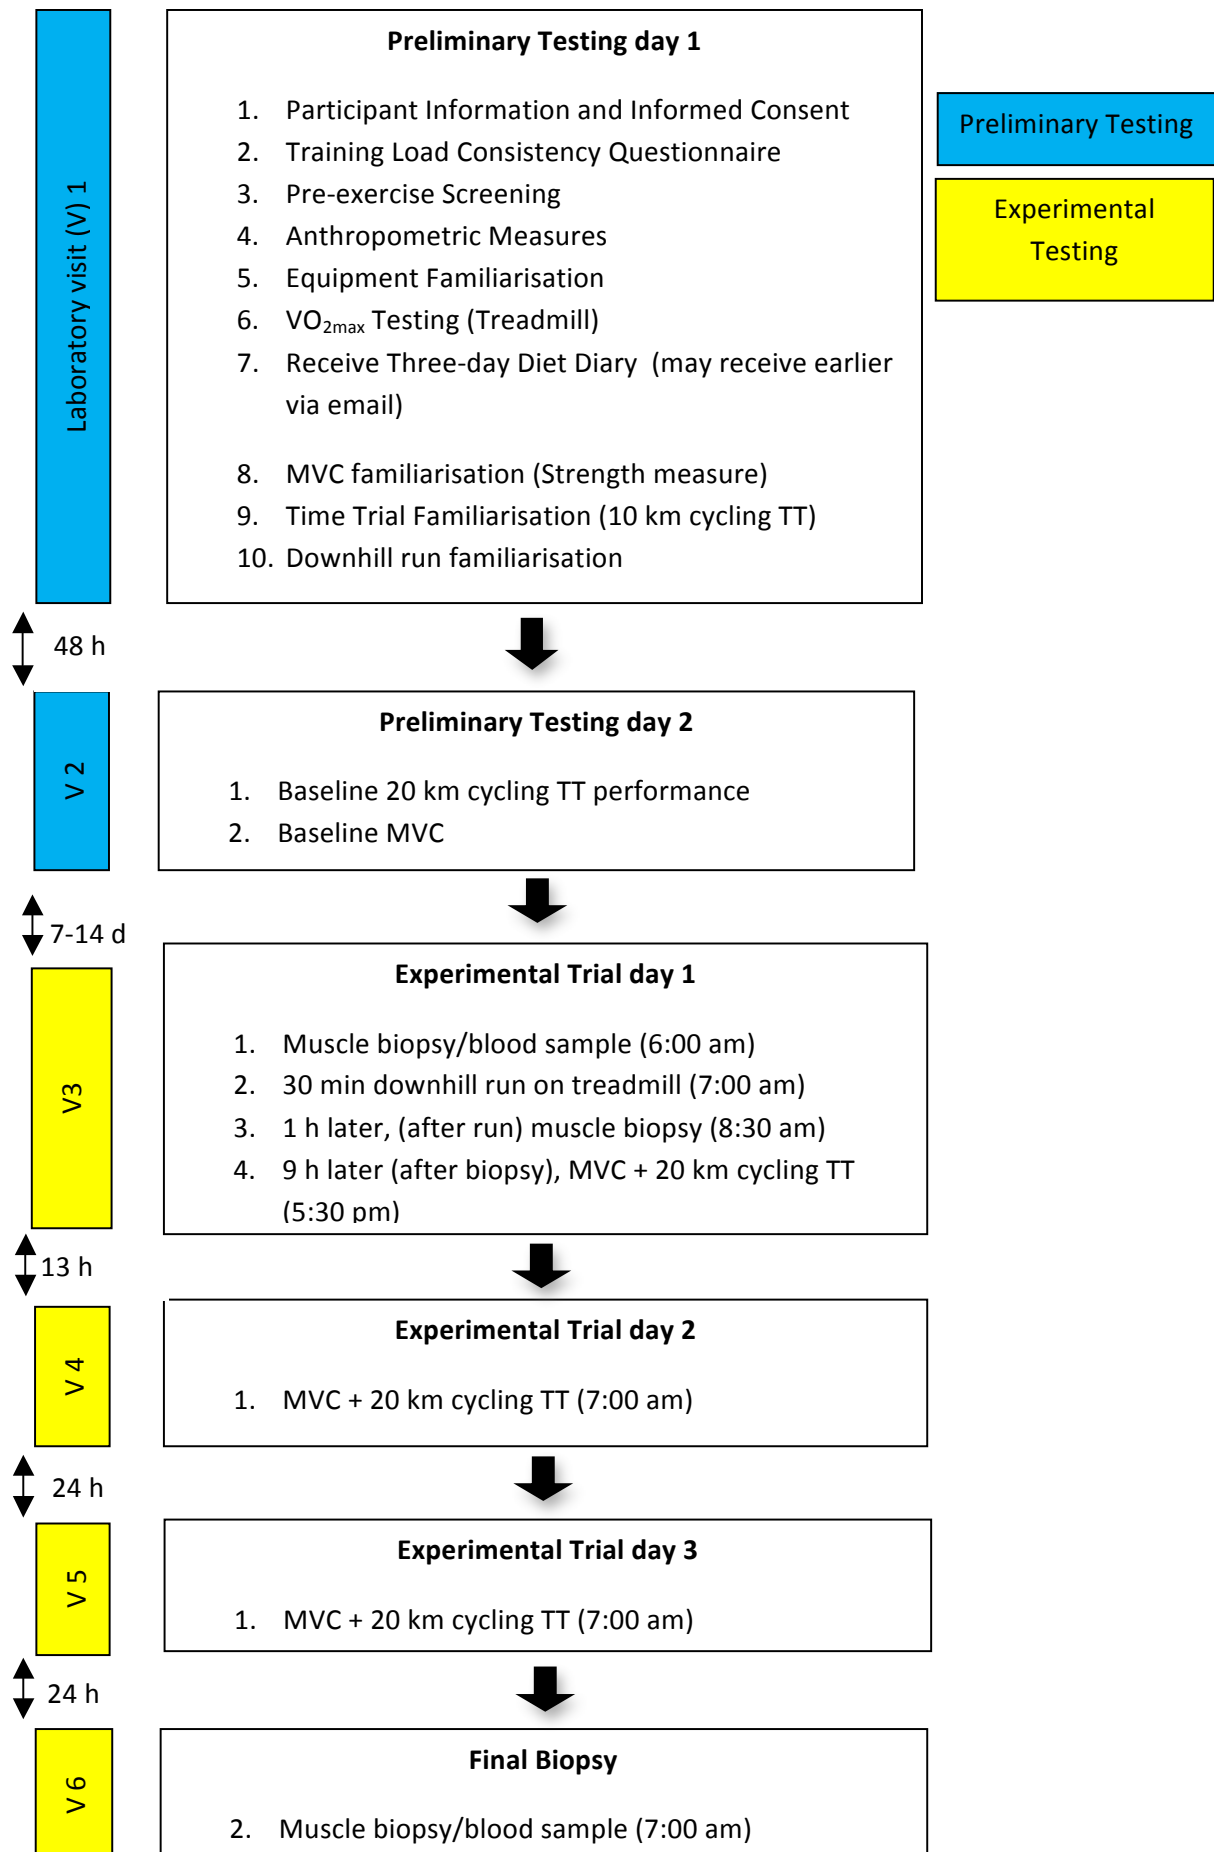 Preliminary Testing day 1
1. Participant Information and Informed Consent
2. Training Load Consistency Questionnaire
3. Pre-exercise Screening
4. Anthropometric Measures
5. Equipment Familiarisation
6. VO2max Testing (Treadmill)
7. Receive Three-day Diet Diary (may receive earlier
via email)
8. MVC familiarisation (Strength measure)
9. Time Trial Familiarisation (10 km cycling TT)
10. Downhill run familiarisation
Laboratory visit (V) 1
Preliminary Testing
Experimental
Testing
48 h
Preliminary Testing day 2
1. Baseline 20 km cycling TT performance
2. Baseline MVC
V 2
7-14 d
Experimental Trial day 1
1. Muscle biopsy/blood sample (6:00 am)
2. 30 min downhill run on treadmill (7:00 am)
3. 1 h later, (after run) muscle biopsy (8:30 am)
4. 9 h later (after biopsy), MVC + 20 km cycling TT
(5:30 pm)
V3
13 h
Experimental Trial day 2
1. MVC + 20 km cycling TT (7:00 am)
V 4
24 h
Experimental Trial day 3
1. MVC + 20 km cycling TT (7:00 am)
V 5
24 h
Final Biopsy
2. Muscle biopsy/blood sample (7:00 am)
V 6